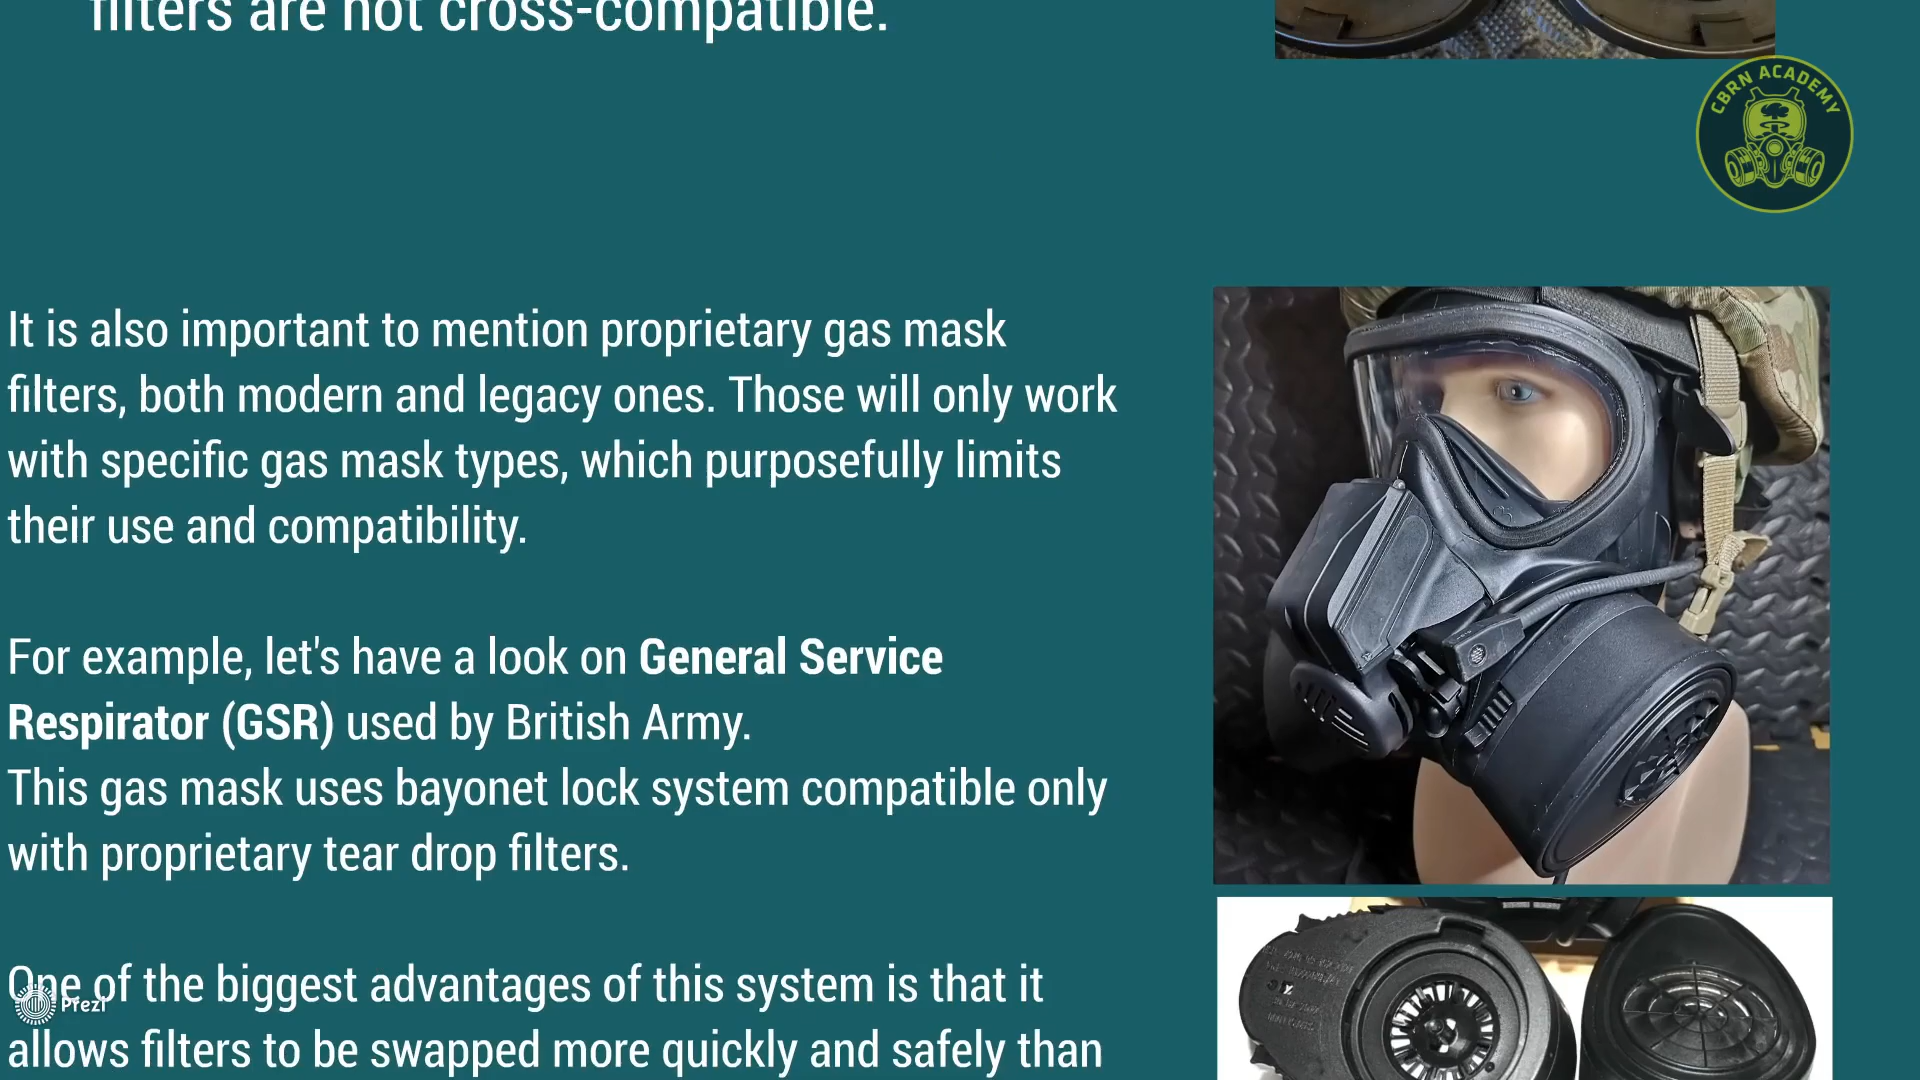 filters are not cross-compatible.
CBRN ACADEMY
It is also important to mention proprietary gas mask
filters, both modern and legacy ones. Those will only work
with specific gas mask types, which purposefully limits
their use and compatibility.
For example, let's have a look on General Service
Respirator (GSR) used by British Army.
This gas mask uses bayonet lock system compatible only
with proprietary tear drop filters.
One of the biggest advantages of this system is that it
Prezi
allows filters to be swapped more quickly and safely than